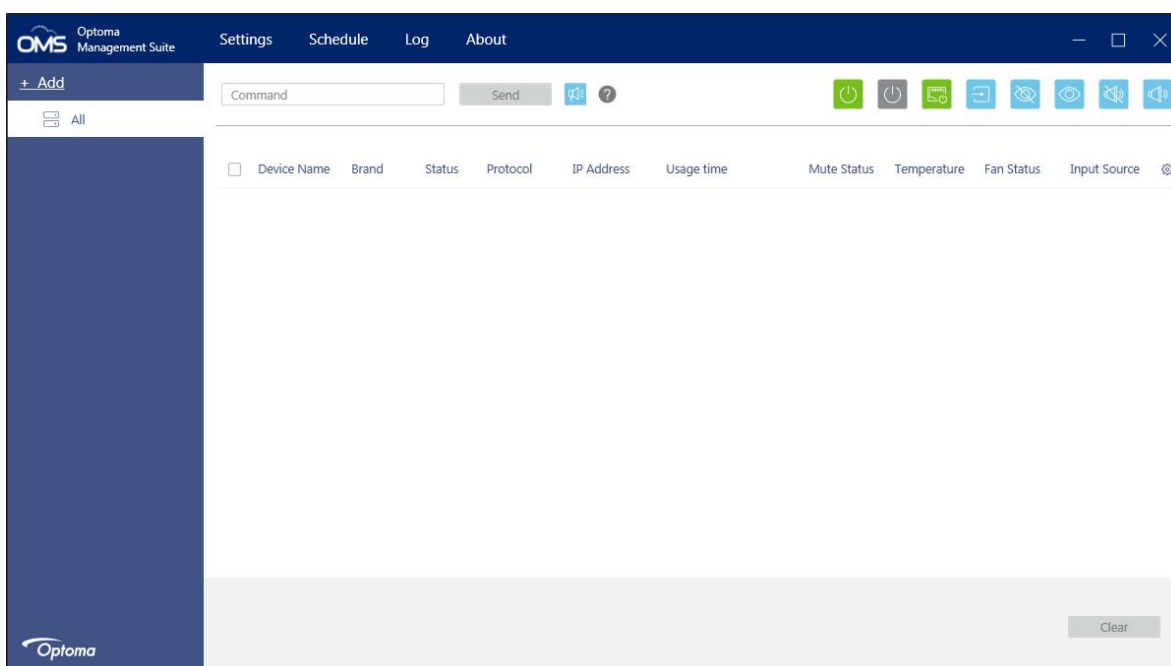 OMS
Optoma
Management Suite
Settings Schedule Log About
+ Add
All
Command Send ?
Device Name Brand Status Protocol IP Address Usage time Mute Status Temperature Fan Status Input Source
Clear
Optoma